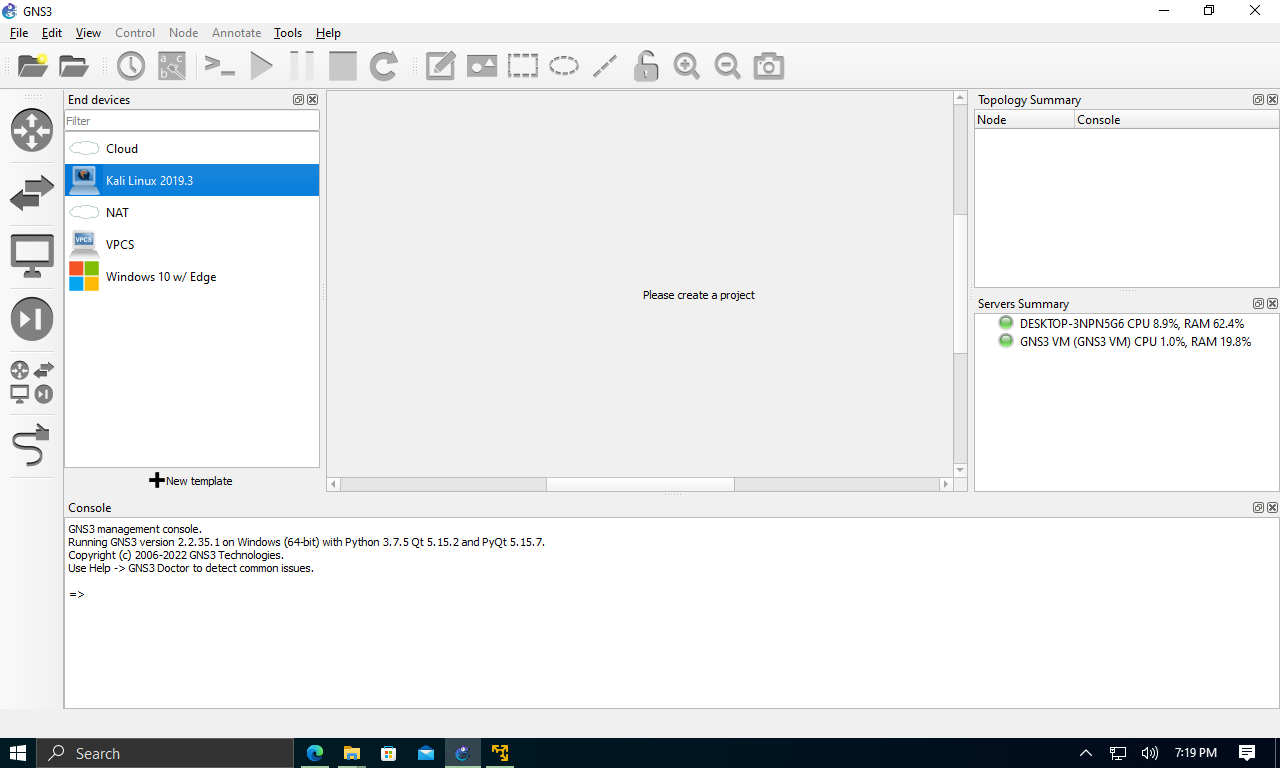 GNS3
File Edit View Control Node Annotate Tools Help
End devices
Filter
Cloud
Kali Linux 2019.3
NAT
VPCS
VPCS
Windows 10 w/ Edge
New template
Please create a project
Topology Summary
Node Console
Servers Summary
DESKTOP-3NPN5G6 CPU 8.9%, RAM 62.4%
GNS3 VM (GNS3 VM) CPU 1.0%, RAM 19.8%
Console
GNS3 management console.
Running GNS3 version 2.2.35.1 on Windows (64-bit) with Python 3.7.5 Qt 5.15.2 and PyQt 5.15.7.
Copyright (c) 2006-2022 GNS3 Technologies.
Use Help -> GNS3 Doctor to detect common issues.
=>
Search
7:19 PM